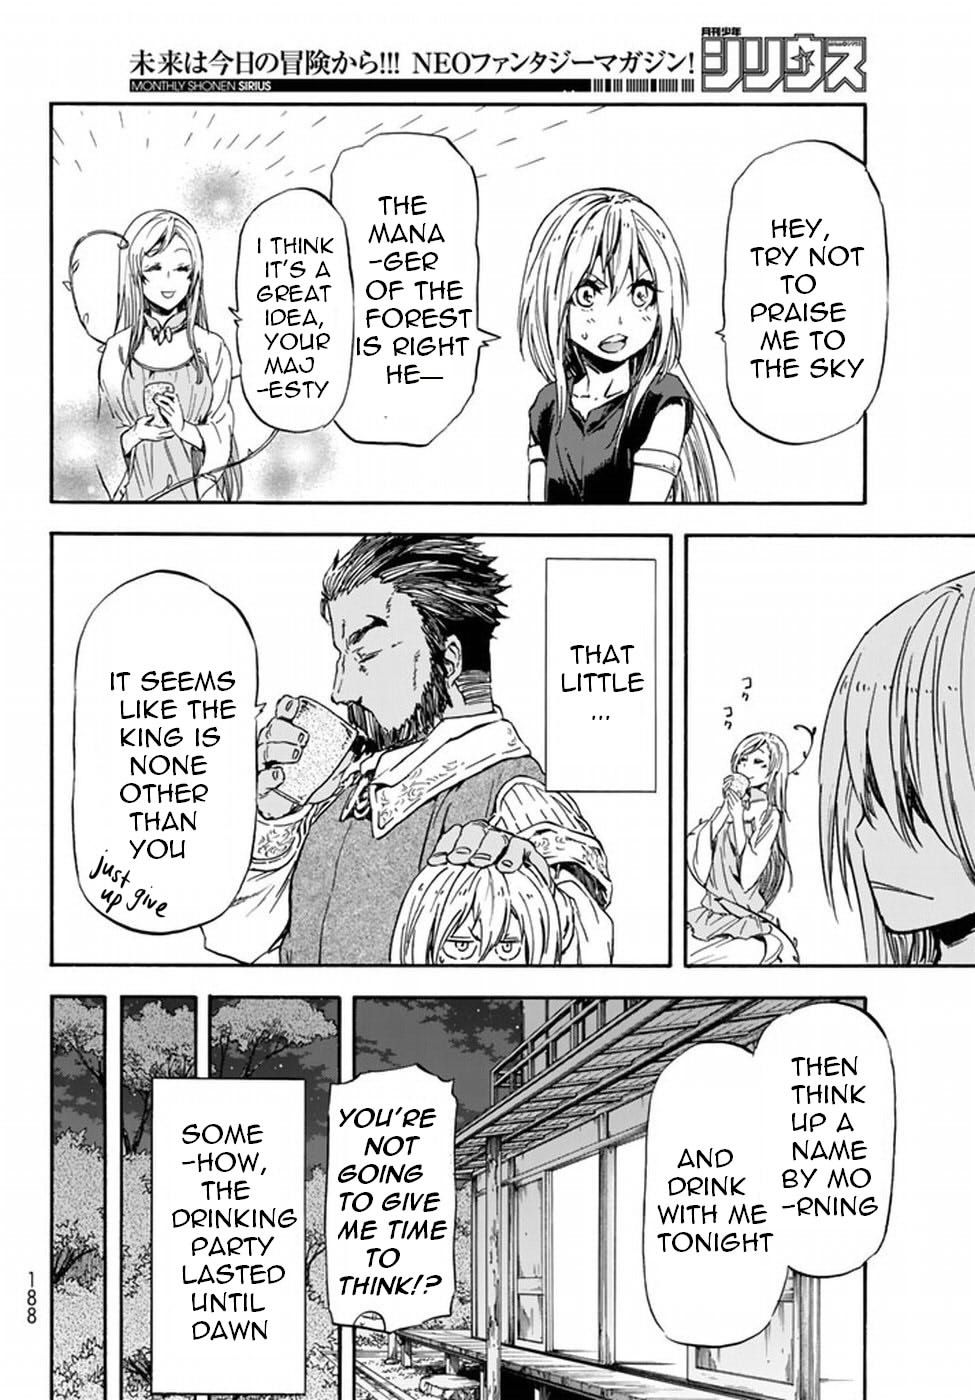 未来は今日の冒険から!!! NEOファンタジーマガジン!
MONTHLY SHONEN SIRIUS
月刊少年
シリウス
HEY,
TRY NOT
TO
PRAISE
ME TO
THE SKY
THE
MANA
-GER
OF THE
FOREST
IS RIGHT
HE—
I THINK
IT'S A
GREAT
IDEA,
YOUR
MAJ
-ESTY
コク
コク
THAT
LITTLE
...
IT SEEMS
LIKE THE
KING IS
NONE
OTHER
THAN
YOU
just
up give
THEN
THINK
UP A
NAME
BY MO
-RNING
AND
DRINK
WITH ME
TONIGHT
YOU'RE
NOT
GOING
TO GIVE
ME TIME
TO
THINK!?
SOME
-HOW,
THE
DRINKING
PARTY
LASTED
UNTIL
DAWN
188